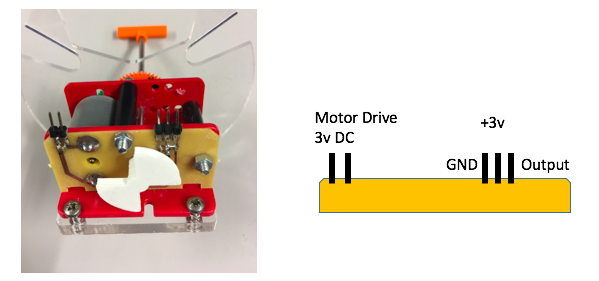 Motor Drive
3v DC
+3v
GND
Output